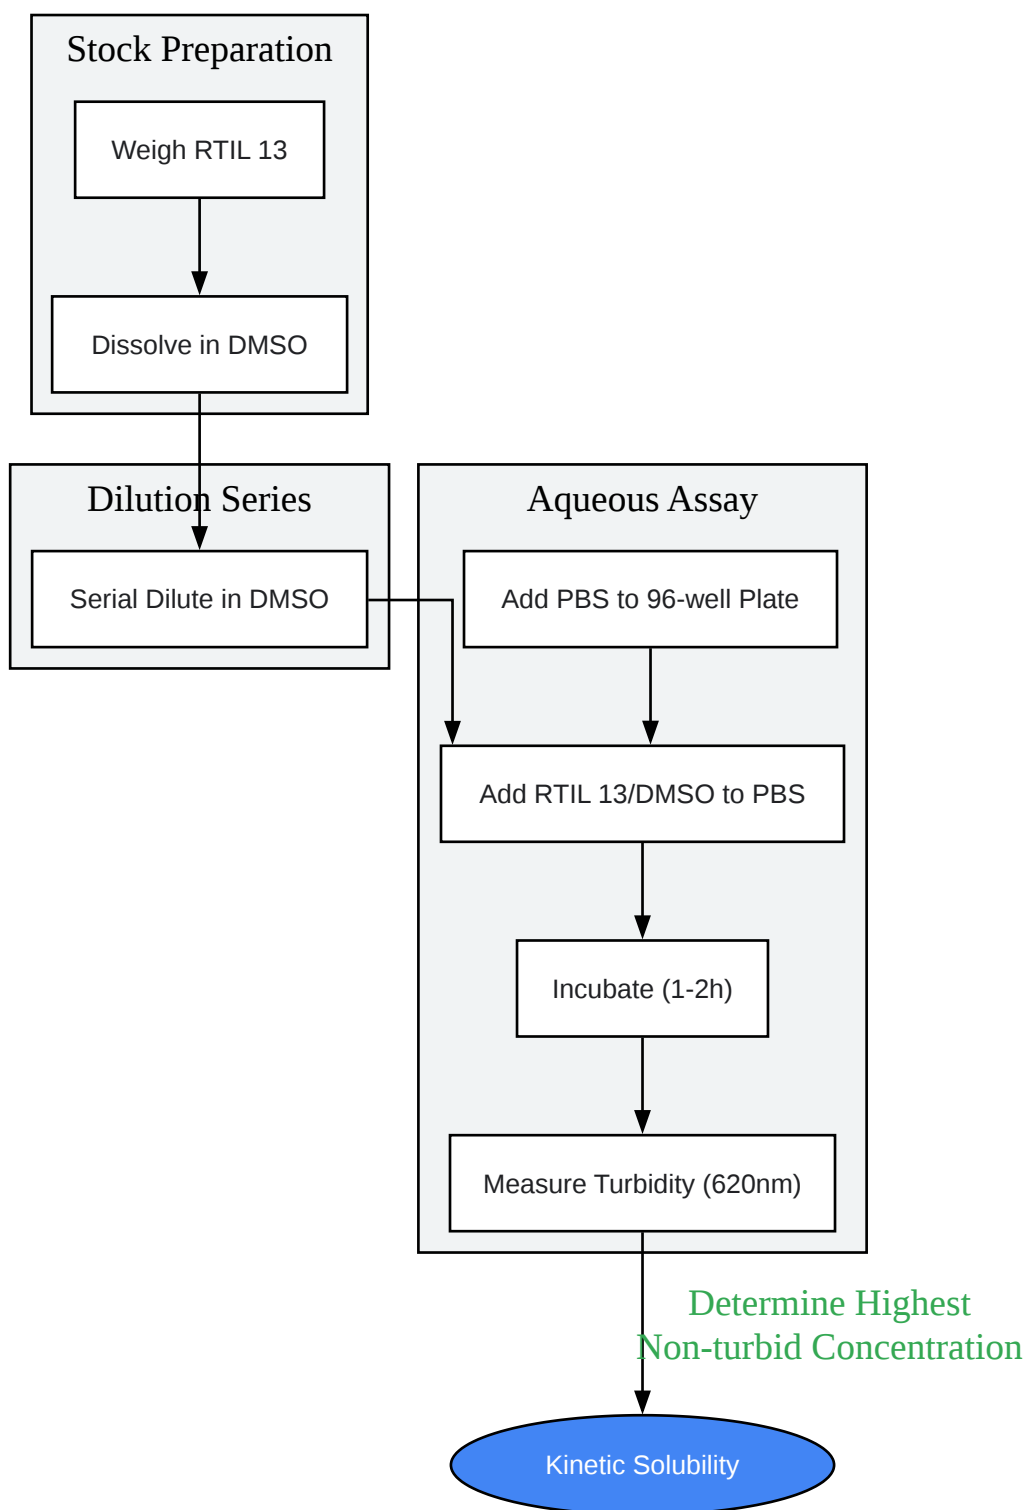 Stock Preparation
Weigh RTIL 13
Dissolve in DMSO
Dilution Series
Serial Dilute in DMSO
Aqueous Assay
Add PBS to 96-well Plate
Add RTIL 13/DMSO to PBS
Incubate (1-2h)
Measure Turbidity (620nm)
Determine Highest
Non-turbid Concentration
Kinetic Solubility